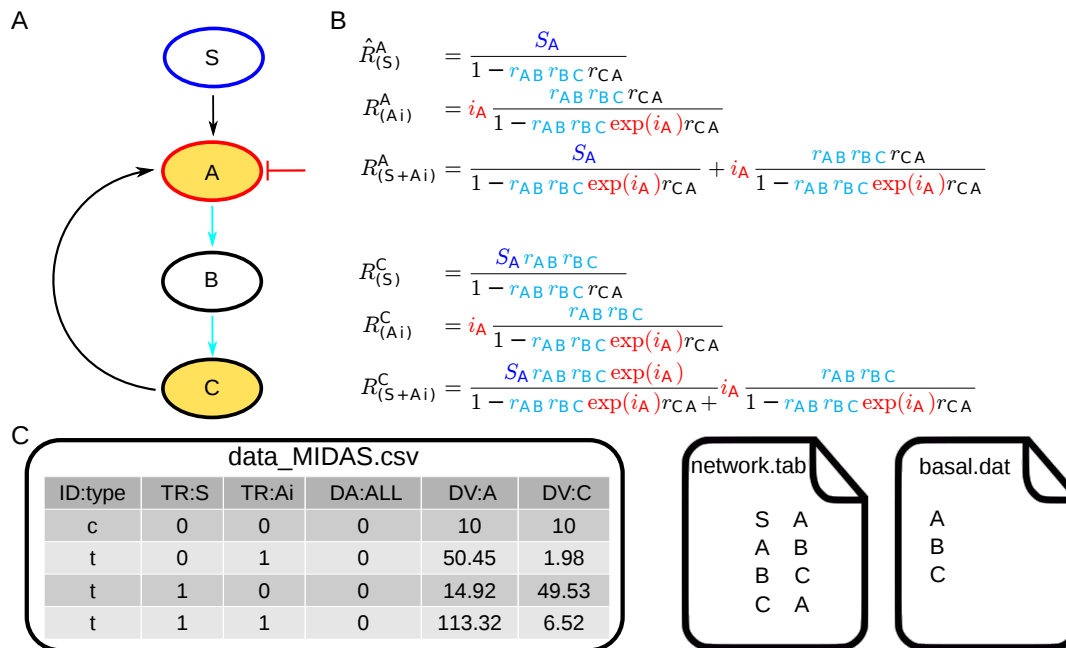 A
S
A
B
C
B
R̂^A_(S) = S_A / (1 − r_AB r_BC r_CA)
R^A_(Ai) = i_A r_AB r_BC r_CA / (1 − r_AB r_BC exp(i_A) r_CA)
R^A_(S+Ai) = S_A / (1 − r_AB r_BC exp(i_A) r_CA) + i_A r_AB r_BC r_CA / (1 − r_AB r_BC exp(i_A) r_CA)
R^C_(S) = S_A r_AB r_BC / (1 − r_AB r_BC r_CA)
R^C_(Ai) = i_A r_AB r_BC / (1 − r_AB r_BC exp(i_A) r_CA)
R^C_(S+Ai) = S_A r_AB r_BC exp(i_A) / (1 − r_AB r_BC exp(i_A) r_CA + i_A r_AB r_BC / (1 − r_AB r_BC exp(i_A) r_CA)
C
data_MIDAS.csv
ID:type TR:S TR:Ai DA:ALL DV:A DV:C
c 0 0 0 10 10
t 0 1 0 50.45 1.98
t 1 0 0 14.92 49.53
t 1 1 0 113.32 6.52
network.tab
S A
A B
B C
C A
basal.dat
A
B
C